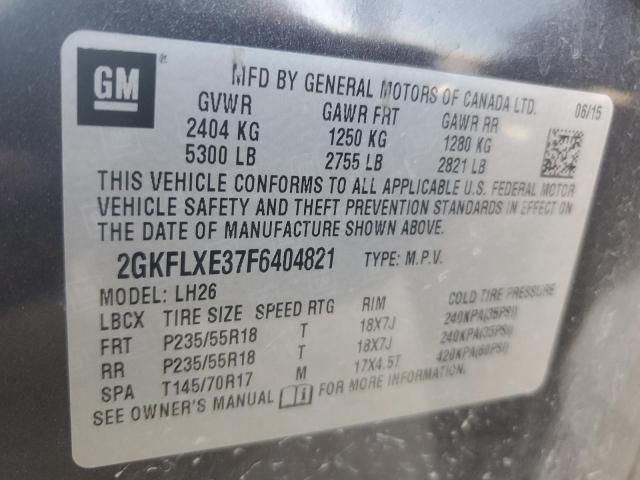 GM
MFD BY GENERAL MOTORS OF CANADA LTD.
06/15
GVWR GAWR FRT GAWR RR
2404 KG 1250 KG 1280 KG
5300 LB 2755 LB 2821 LB
THIS VEHICLE CONFORMS TO ALL APPLICABLE U.S. FEDERAL MOTOR
VEHICLE SAFETY AND THEFT PREVENTION STANDARDS IN EFFECT ON
THE DATE OF MANUFACTURE SHOWN ABOVE.
2GKFLXE37F6404821 TYPE: M.P.V.
MODEL: LH26
LBCX TIRE SIZE SPEED RTG RIM COLD TIRE PRESSURE
FRT P235/55R18 T 18X7J 240KPA(35PSI)
RR P235/55R18 T 18X7J 240KPA(35PSI)
SPA T145/70R17 M 17X4.5T 420KPA(60PSI)
SEE OWNER'S MANUAL i FOR MORE INFORMATION.